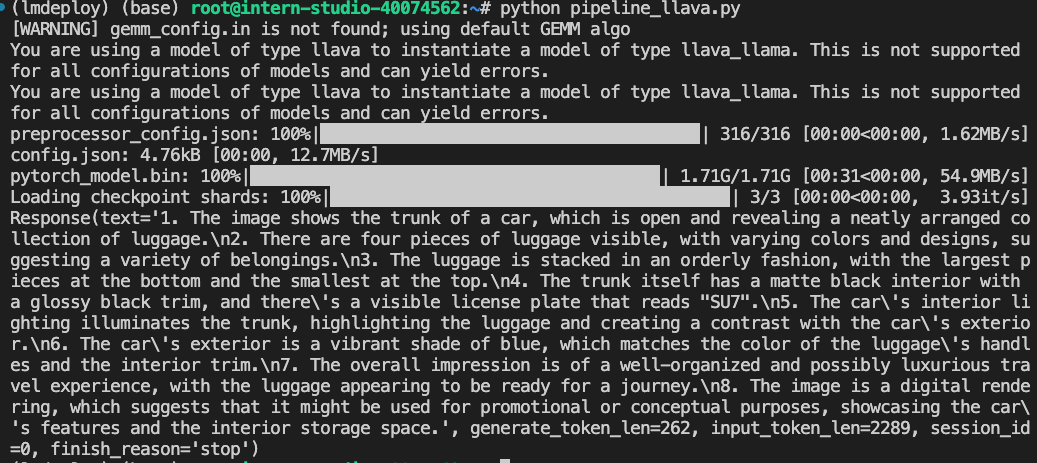 (lmdeploy) (base) root@intern-studio-40074562:~# python pipeline_llava.py
[WARNING] gemm_config.in is not found; using default GEMM algo
You are using a model of type llava to instantiate a model of type llava_llama. This is not supported
for all configurations of models and can yield errors.
You are using a model of type llava to instantiate a model of type llava_llama. This is not supported
for all configurations of models and can yield errors.
preprocessor_config.json: 100%| | 316/316 [00:00<00:00, 1.62MB/s]
config.json: 4.76kB [00:00, 12.7MB/s]
pytorch_model.bin: 100%| | 1.71G/1.71G [00:31<00:00, 54.9MB/s]
Loading checkpoint shards: 100%| | 3/3 [00:00<00:00,  3.93it/s]
Response(text='1. The image shows the trunk of a car, which is open and revealing a neatly arranged co
llection of luggage.\n2. There are four pieces of luggage visible, with varying colors and designs, su
ggesting a variety of belongings.\n3. The luggage is stacked in an orderly fashion, with the largest p
ieces at the bottom and the smallest at the top.\n4. The trunk itself has a matte black interior with
a glossy black trim, and there\'s a visible license plate that reads "SU7".\n5. The car\'s interior li
ghting illuminates the trunk, highlighting the luggage and creating a contrast with the car\'s exterio
r.\n6. The car\'s exterior is a vibrant shade of blue, which matches the color of the luggage\'s handl
es and the interior trim.\n7. The overall impression is of a well-organized and possibly luxurious tra
vel experience, with the luggage appearing to be ready for a journey.\n8. The image is a digital rende
ring, which suggests that it might be used for promotional or conceptual purposes, showcasing the car\
's features and the interior storage space.', generate_token_len=262, input_token_len=2289, session_id
=0, finish_reason='stop')